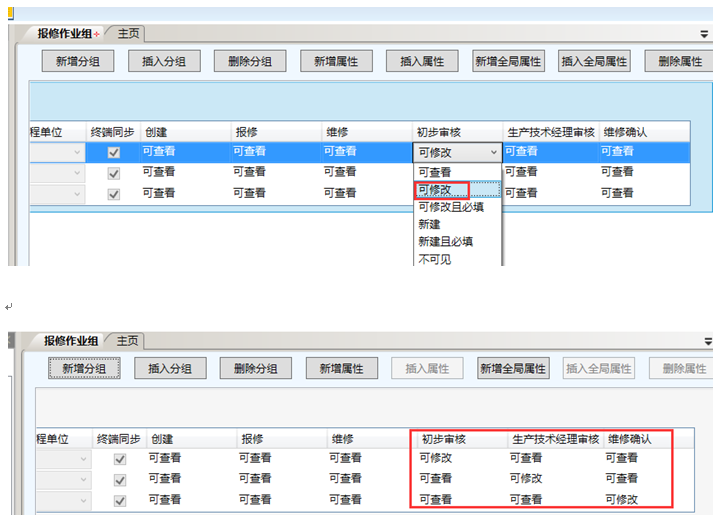 报修作业组+ 主页
新增分组 插入分组 删除分组 新增属性 插入属性 新增全局属性 插入全局属性 删除属性
程单位 终端同步 创建 报修 维修 初步审核 生产技术经理审核 维修确认
可查看 可查看 可查看 可修改 可查看 可查看
可查看 可查看 可查看 可查看 可查看 可查看
可查看 可查看 可查看 可修改 可查看 可查看
可修改且必填
新建
新建且必填
不可见
报修作业组 主页
新增分组 插入分组 删除分组 新增属性 插入属性 新增全局属性 插入全局属性 删除属性
程单位 终端同步 创建 报修 维修 初步审核 生产技术经理审核 维修确认
可查看 可查看 可查看 可修改 可查看 可查看
可查看 可查看 可查看 可查看 可修改 可查看
可查看 可查看 可查看 可查看 可查看 可修改